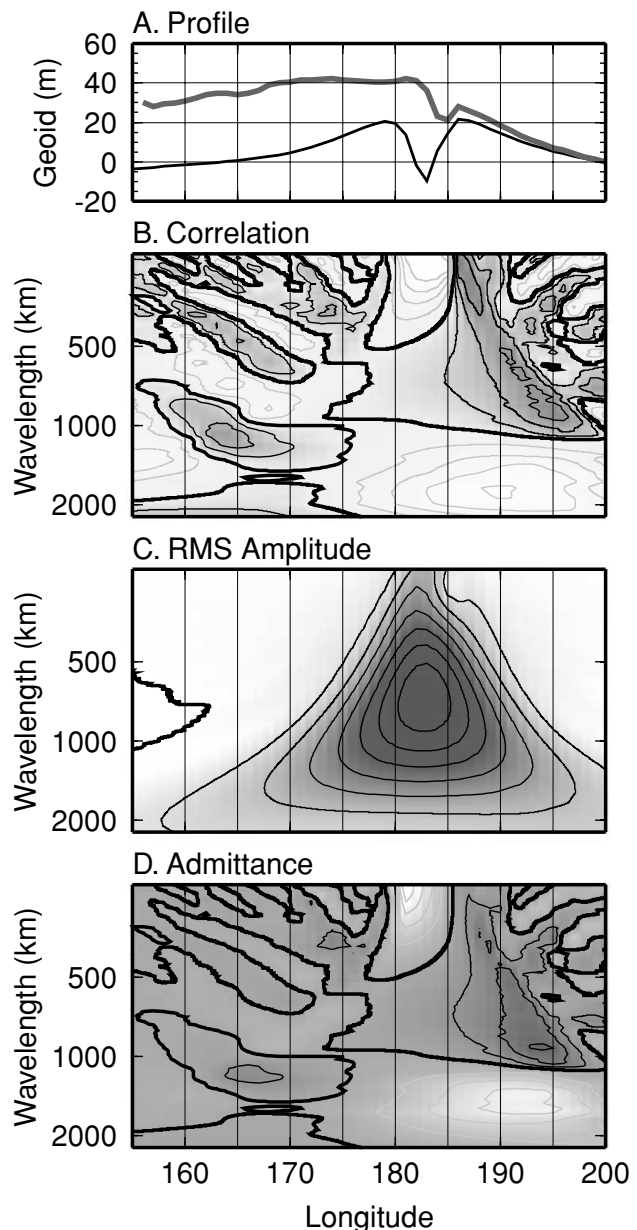 A. Profile
60
40
20
0
-20
Geoid (m)
B. Correlation
500
1000
2000
Wavelength (km)
C. RMS Amplitude
500
1000
2000
Wavelength (km)
D. Admittance
500
1000
2000
Wavelength (km)
160 170 180 190 200
Longitude